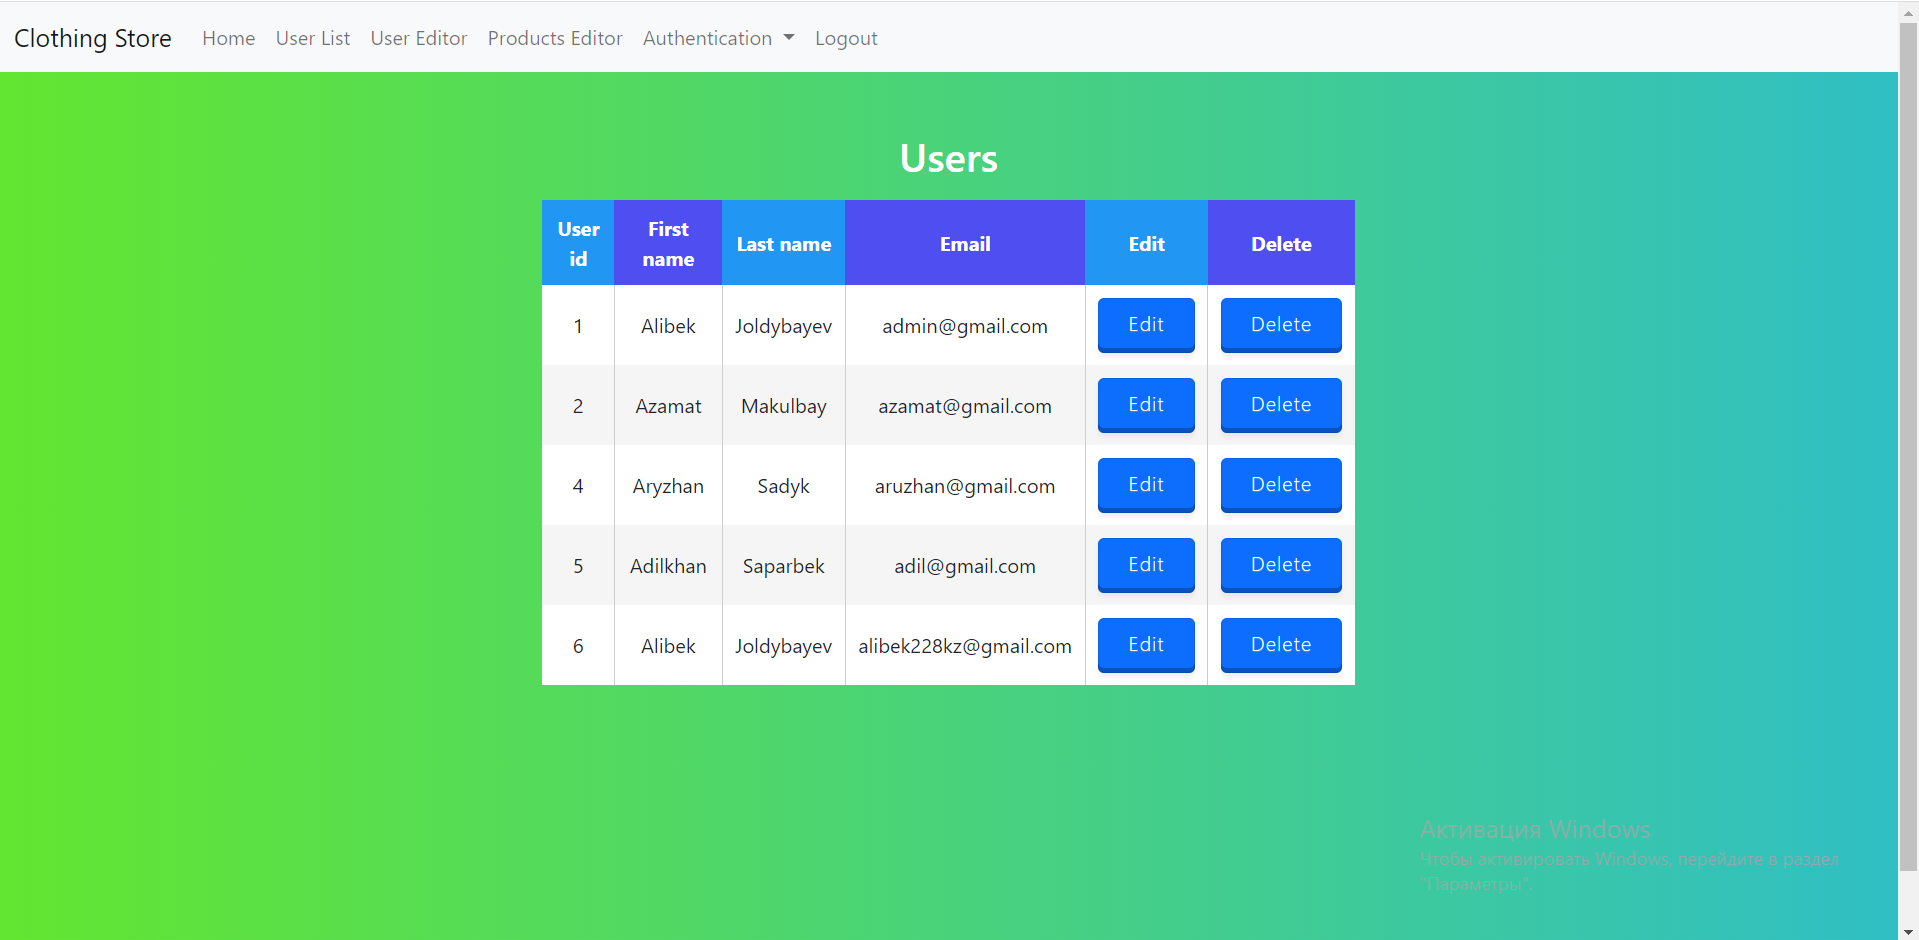 Clothing Store Home User List User Editor Products Editor Authentication Logout
Users
User id First name Last name Email Edit Delete
1 Alibek Joldybayev admin@gmail.com Edit Delete
2 Azamat Makulbay azamat@gmail.com Edit Delete
4 Aryzhan Sadyk aruzhan@gmail.com Edit Delete
5 Adilkhan Saparbek adil@gmail.com Edit Delete
6 Alibek Joldybayev alibek228kz@gmail.com Edit Delete
Активация Windows
Чтобы активировать Windows, перейдите в раздел
"Параметры".